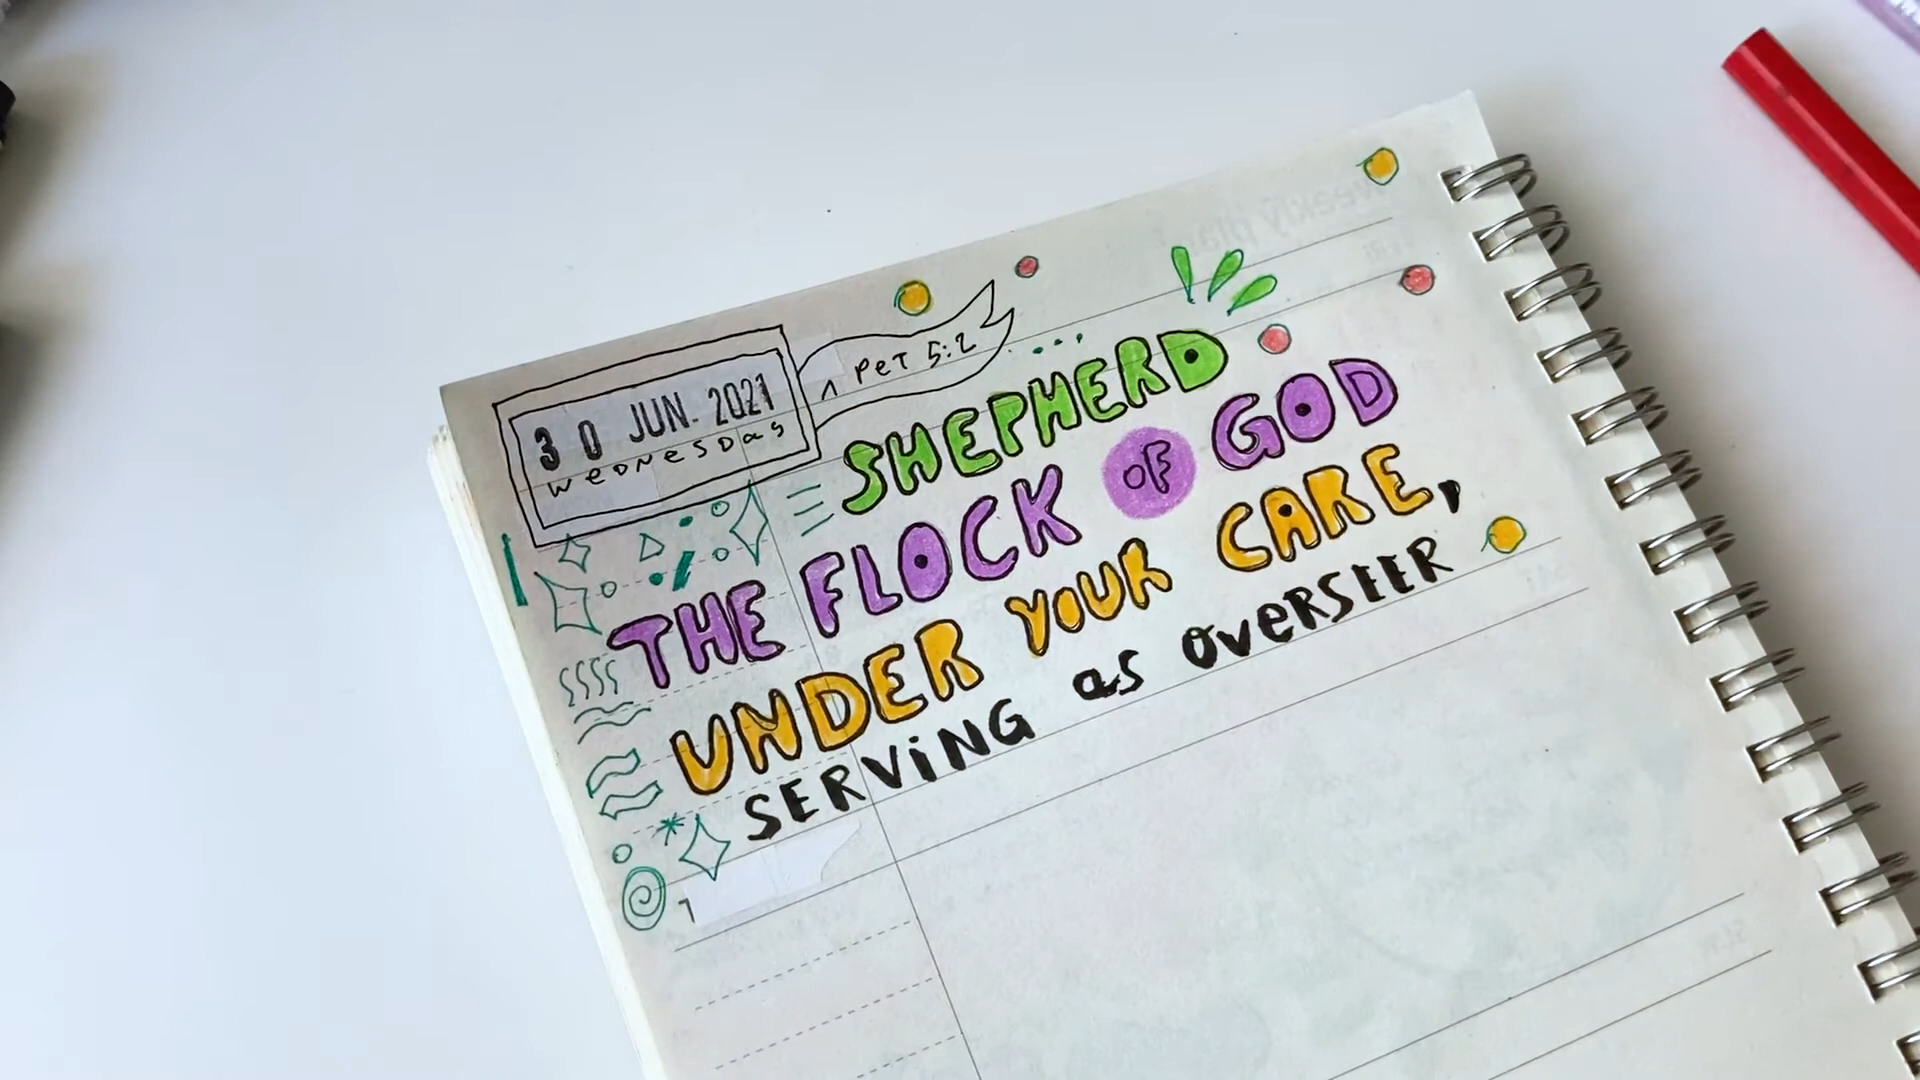 30 JUN. 2021
WEDNESDAY
1 PET 5:2
SHEPHERD
THE FLOCK OF GOD
UNDER YOUR CARE,
SERVING as OVERSEER